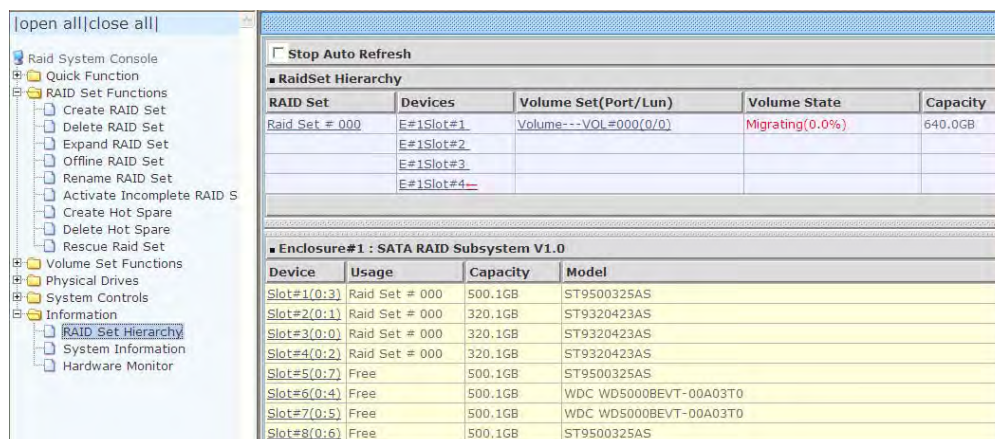 |open all|close all|
Raid System Console
Quick Function
RAID Set Functions
Create RAID Set
Delete RAID Set
Expand RAID Set
Offline RAID Set
Rename RAID Set
Activate Incomplete RAID S
Create Hot Spare
Delete Hot Spare
Rescue Raid Set
Volume Set Functions
Physical Drives
System Controls
Information
RAID Set Hierarchy
System Information
Hardware Monitor
Stop Auto Refresh
RaidSet Hierarchy
RAID Set Devices Volume Set(Port/Lun) Volume State Capacity
Raid Set # 000 E#1Slot#1 Volume---VOL#000(0/0) Migrating(0.0%) 640.0GB
E#1Slot#2
E#1Slot#3
E#1Slot#4←
Enclosure#1 : SATA RAID Subsystem V1.0
Device Usage Capacity Model
Slot#1(0:3) Raid Set # 000 500.1GB ST9500325AS
Slot#2(0:1) Raid Set # 000 320.1GB ST9320423AS
Slot#3(0:0) Raid Set # 000 320.1GB ST9320423AS
Slot#4(0:2) Raid Set # 000 320.1GB ST9320423AS
Slot#5(0:7) Free 500.1GB ST9500325AS
Slot#6(0:4) Free 500.1GB WDC WD5000BEVT-00A03T0
Slot#7(0:5) Free 500.1GB WDC WD5000BEVT-00A03T0
Slot#8(0:6) Free 500.1GB ST9500325AS